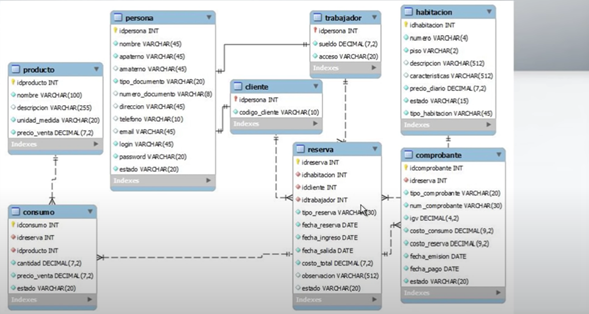 persona
idpersona INT
nombre VARCHAR(45)
apaterno VARCHAR(45)
amaterno VARCHAR(45)
tipo_documento VARCHAR(20)
numero_documento VARCHAR(8)
direccion VARCHAR(45)
telefono VARCHAR(10)
email VARCHAR(45)
login VARCHAR(45)
password VARCHAR(20)
estado VARCHAR(20)
Indexes
trabajador
idpersona INT
sueldo DECIMAL(7,2)
acceso VARCHAR(20)
Indexes
habitacion
idhabitacion INT
numero VARCHAR(4)
piso VARCHAR(2)
descripcion VARCHAR(512)
caracteristicas VARCHAR(512)
precio_diario DECIMAL(7,2)
estado VARCHAR(15)
tipo_habitacion VARCHAR(45)
Indexes
producto
idproducto INT
nombre VARCHAR(100)
descripcion VARCHAR(255)
unidad_medida VARCHAR(20)
precio_venta DECIMAL(7,2)
Indexes
cliente
idpersona INT
codigo_cliente VARCHAR(10)
Indexes
reserva
idreserva INT
idhabitacion INT
idcliente INT
idtrabajador INT
tipo_reserva VARCHAR(30)
fecha_reserva DATE
fecha_ingreso DATE
fecha_salida DATE
costo_total DECIMAL(7,2)
observacion VARCHAR(512)
estado VARCHAR(20)
Indexes
comprobante
idcomprobante INT
idreserva INT
tipo_comprobante VARCHAR(20)
num_comprobante VARCHAR(30)
igv DECIMAL(4,2)
costo_consumo DECIMAL(9,2)
costo_reserva DECIMAL(9,2)
fecha_emision DATE
fecha_pago DATE
estado VARCHAR(20)
Indexes
consumo
idconsumo INT
idreserva INT
idproducto INT
cantidad DECIMAL(7,2)
precio_venta DECIMAL(7,2)
estado VARCHAR(20)
Indexes